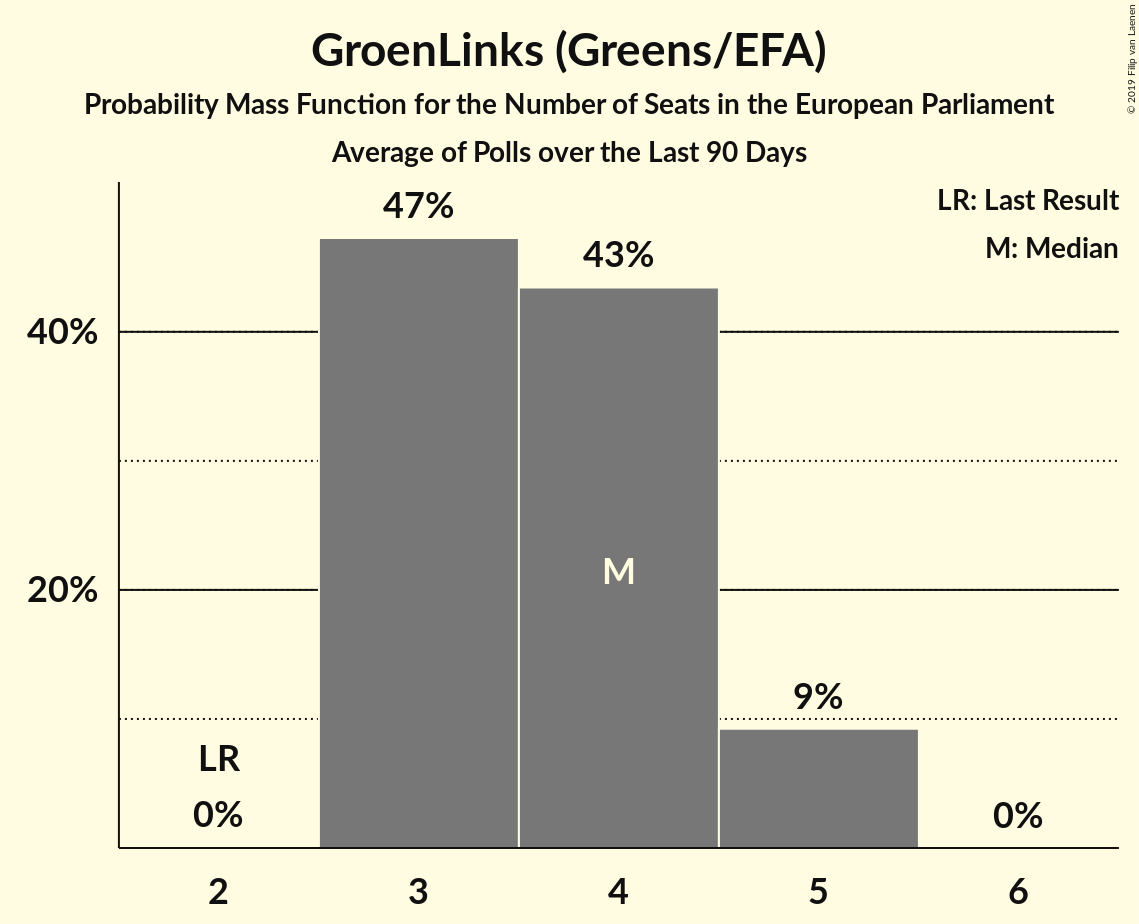 GroenLinks (Greens/EFA)
Probability Mass Function for the Number of Seats in the European Parliament
Average of Polls over the Last 90 Days
© 2019 Filip van Laenen
LR: Last Result
M: Median
47%
43%
40%
M
20%
9%
LR
0%
0%
2 3 4 5 6